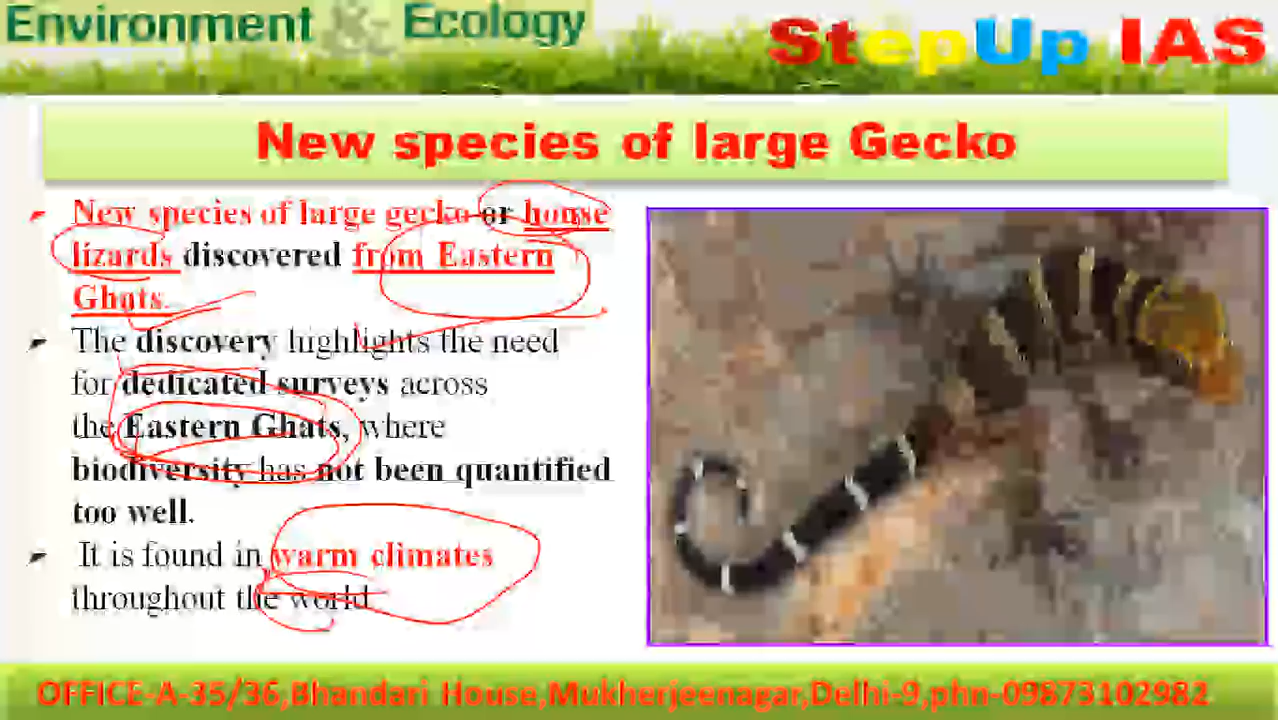 Environment & Ecology
StepUp IAS
New species of large Gecko
New species of large gecko or house
lizards discovered from Eastern
Ghats.
The discovery highlights the need
for dedicated surveys across
the Eastern Ghats, where
biodiversity has not been quantified
too well.
It is found in warm climates
throughout the world
OFFICE-A-35/36,Bhandari House,Mukherjeenagar,Delhi-9,phn-09873102982